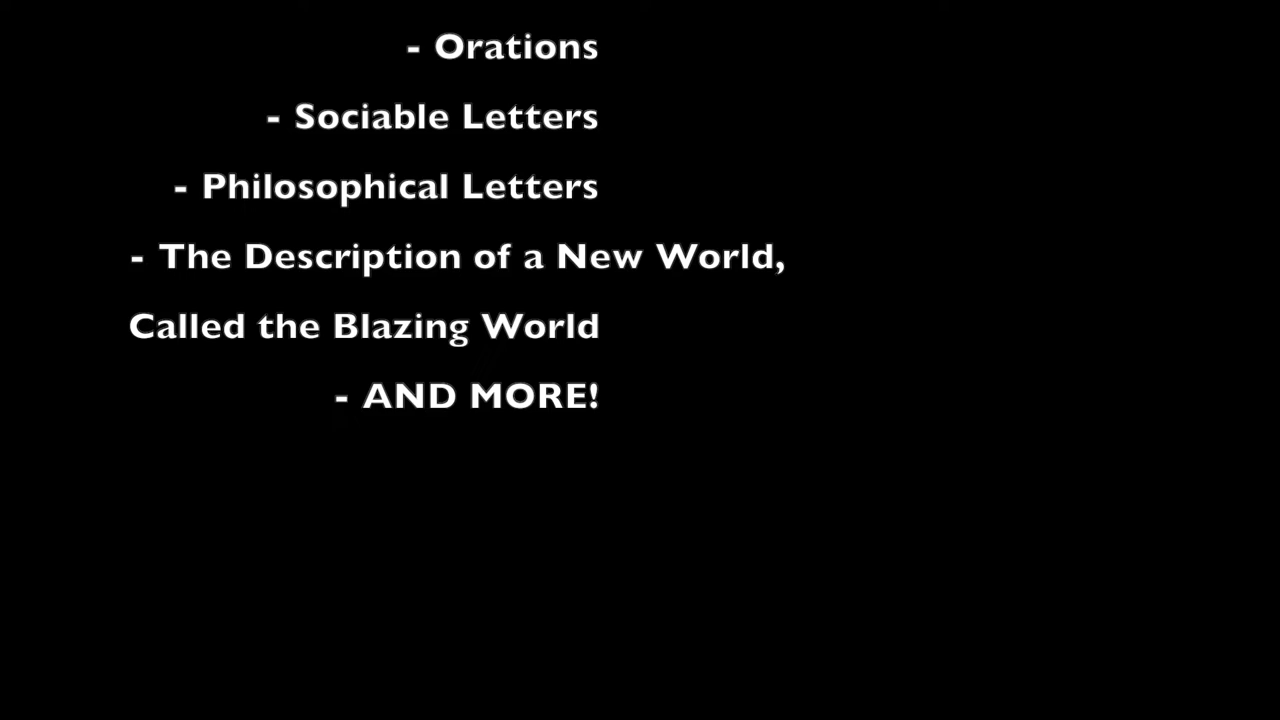 - Orations
- Sociable Letters
- Philosophical Letters
- The Description of a New World,
Called the Blazing World
- AND MORE!